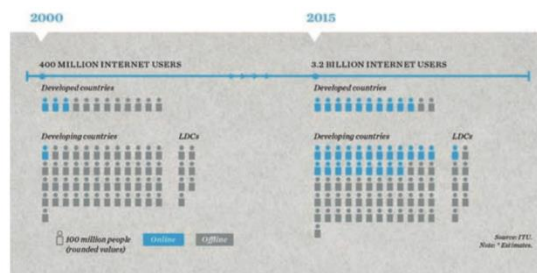 2000
2015
400 MILLION INTERNET USERS
3.2 BILLION INTERNET USERS
Developed countries
Developed countries
Developing countries
LDCs
Developing countries
LDCs
100 million people
(rounded values)
Online
Offline
Source: ITU.
Note: * Estimates.